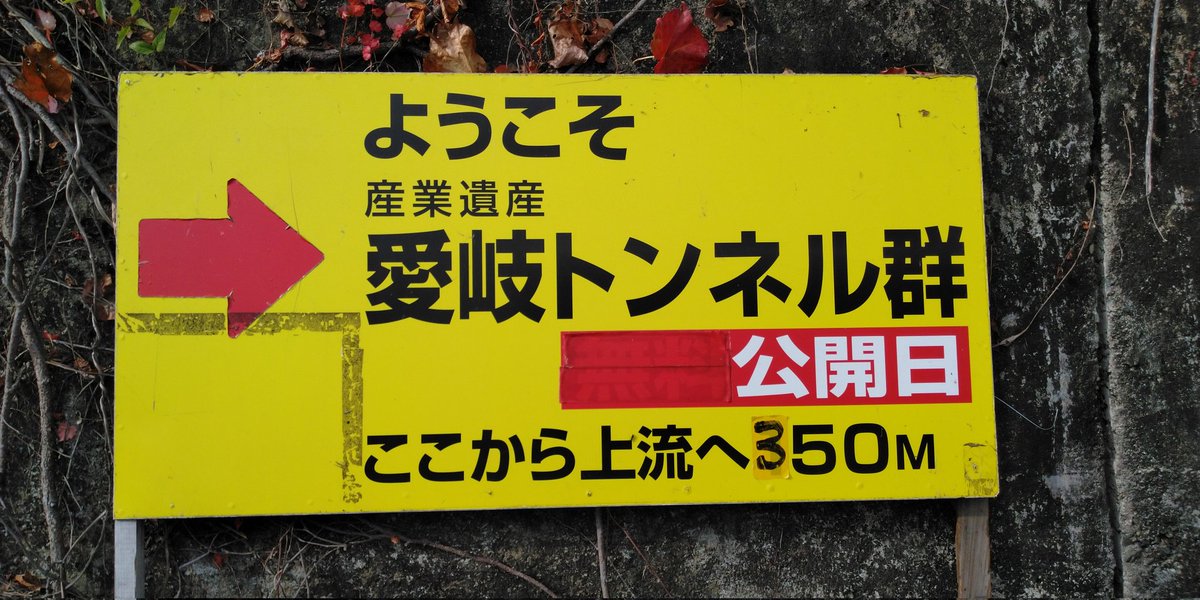 ようこそ
産業遺産
愛岐トンネル群
公開日
ここから上流へ350M